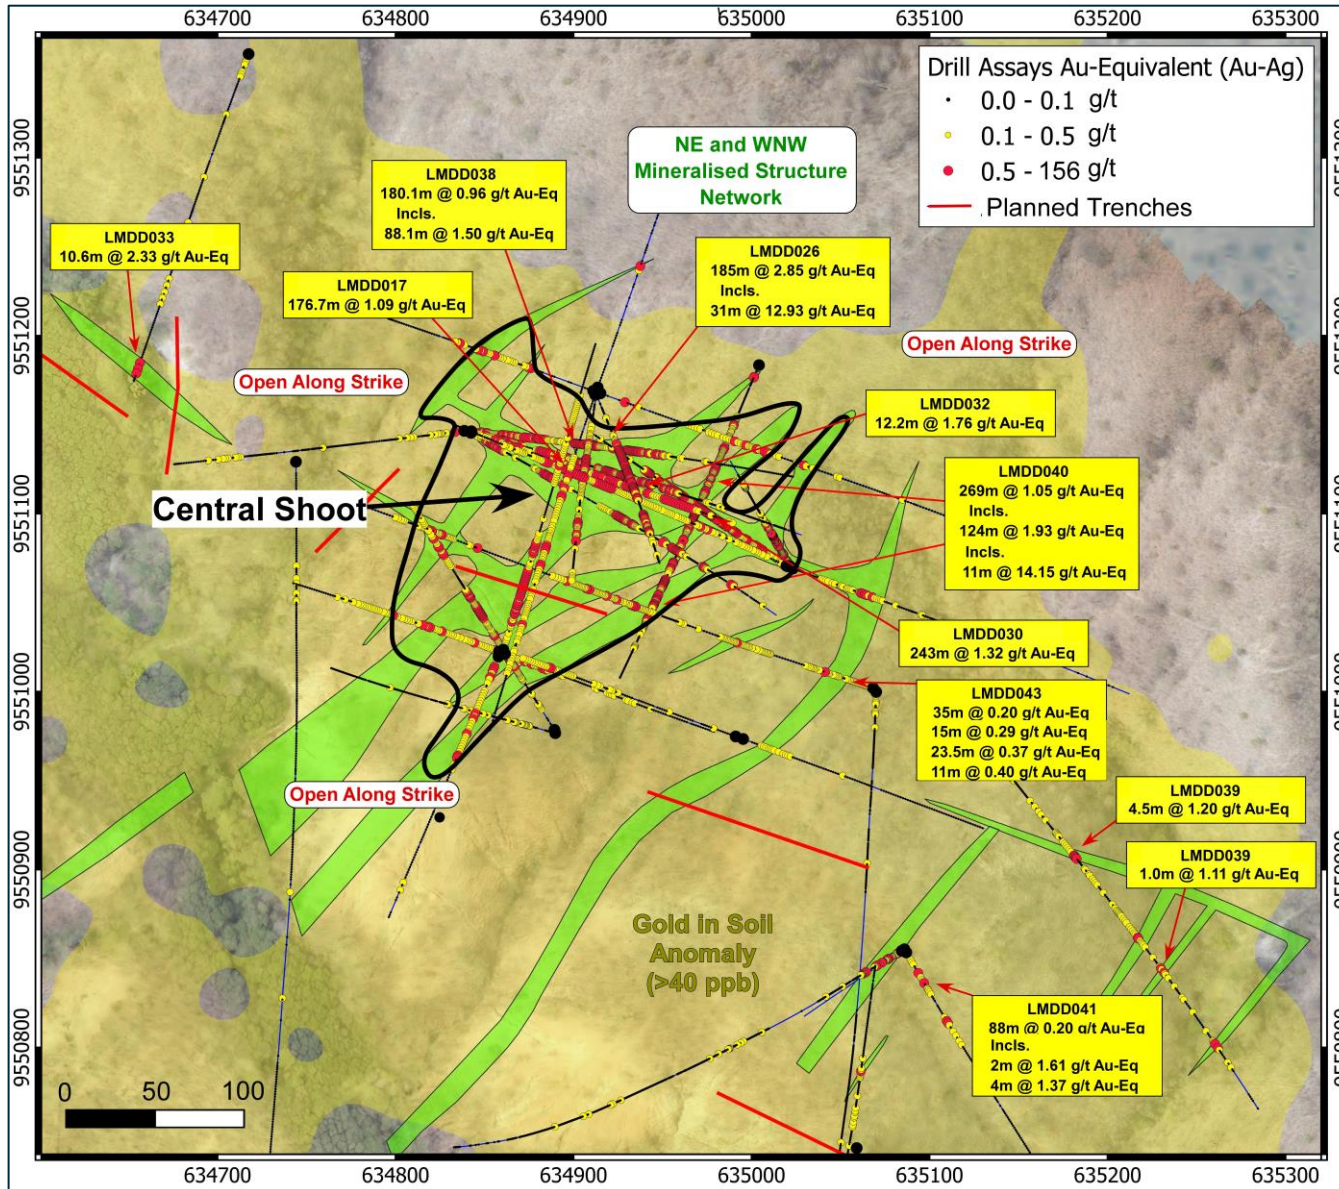 634700 634800 634900 635000 635100 635200 635300
Drill Assays Au-Equivalent (Au-Ag)
0.0 - 0.1 g/t
0.1 - 0.5 g/t
0.5 - 156 g/t
Planned Trenches
9551300
9551200
9551100
9551000
9550900
9550800
NE and WNW
Mineralised Structure
Network
LMDD038
180.1m @ 0.96 g/t Au-Eq
Incls.
88.1m @ 1.50 g/t Au-Eq
LMDD033
10.6m @ 2.33 g/t Au-Eq
LMDD017
176.7m @ 1.09 g/t Au-Eq
LMDD026
185m @ 2.85 g/t Au-Eq
Incls.
31m @ 12.93 g/t Au-Eq
Open Along Strike
Open Along Strike
LMDD032
12.2m @ 1.76 g/t Au-Eq
Central Shoot
LMDD040
269m @ 1.05 g/t Au-Eq
Incls.
124m @ 1.93 g/t Au-Eq
Incls.
11m @ 14.15 g/t Au-Eq
LMDD030
243m @ 1.32 g/t Au-Eq
LMDD043
35m @ 0.20 g/t Au-Eq
15m @ 0.29 g/t Au-Eq
23.5m @ 0.37 g/t Au-Eq
11m @ 0.40 g/t Au-Eq
Open Along Strike
LMDD039
4.5m @ 1.20 g/t Au-Eq
LMDD039
1.0m @ 1.11 g/t Au-Eq
Gold in Soil
Anomaly
(>40 ppb)
LMDD041
88m @ 0.20 g/t Au-Eq
Incls.
2m @ 1.61 g/t Au-Eq
4m @ 1.37 g/t Au-Eq
0 50 100
9551300
9551200
9551100
9551000
9550900
9550800
634700 634800 634900 635000 635100 635200 635300